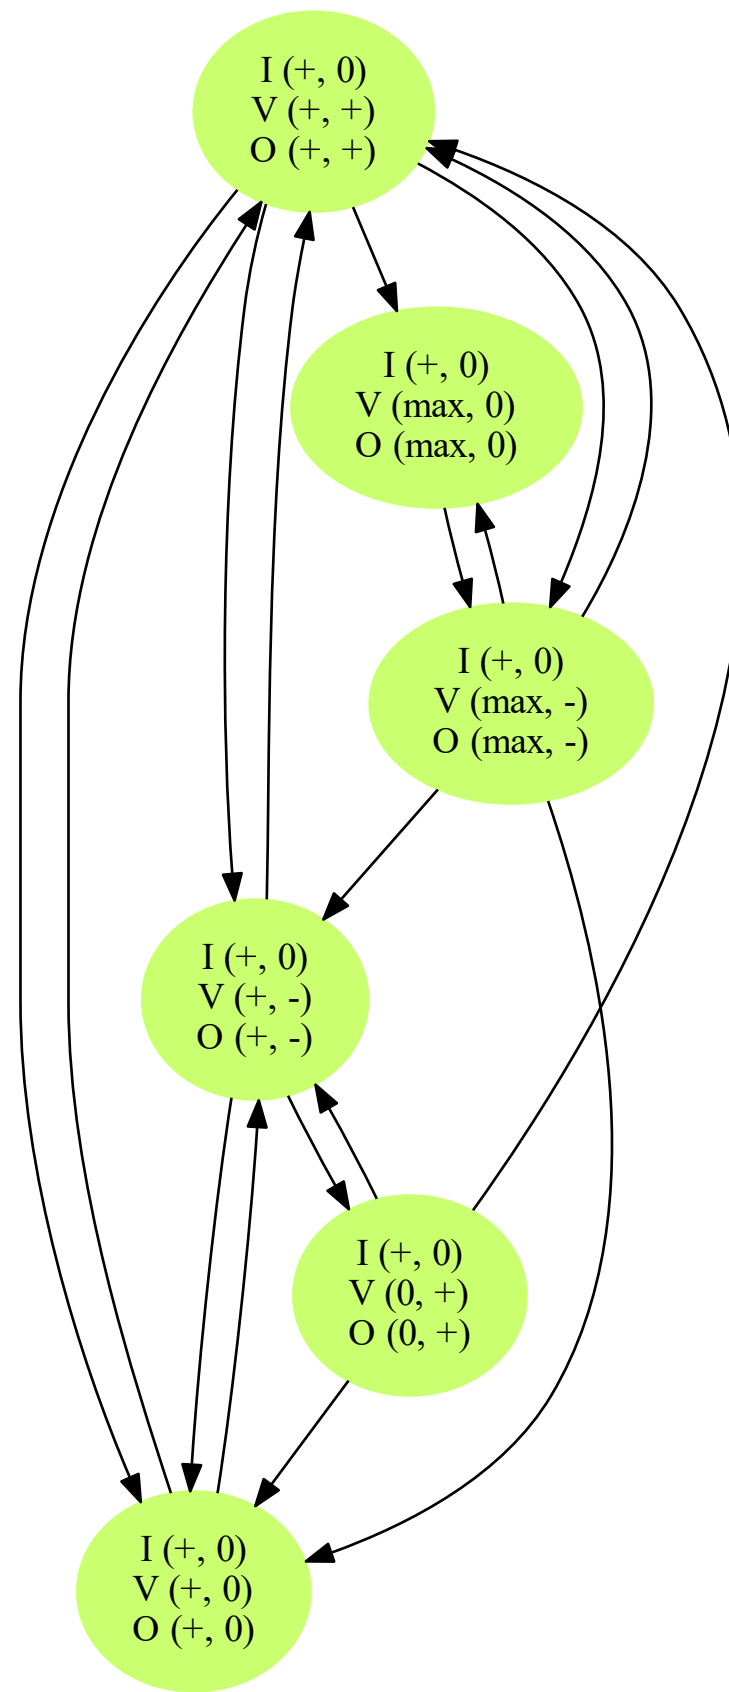 I (+, 0)
V (+, +)
O (+, +)
I (+, 0)
V (max, 0)
O (max, 0)
I (+, 0)
V (max, -)
O (max, -)
I (+, 0)
V (+, -)
O (+, -)
I (+, 0)
V (0, +)
O (0, +)
I (+, 0)
V (+, 0)
O (+, 0)